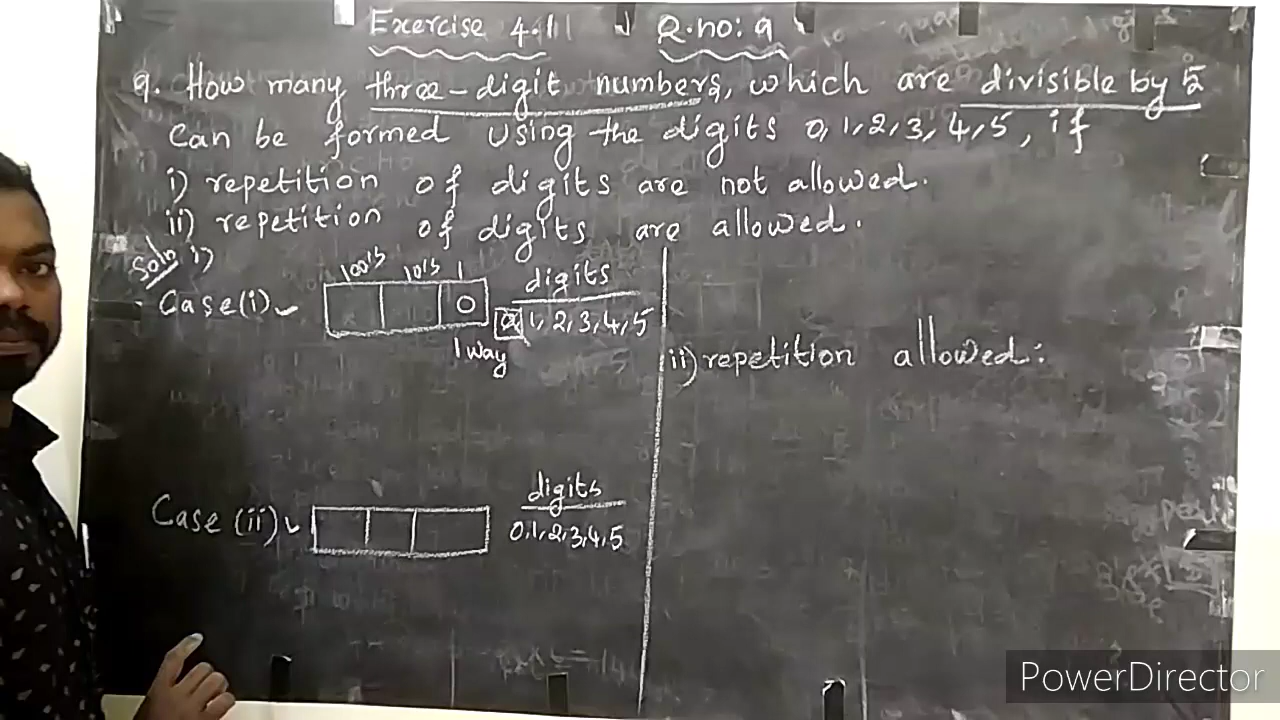 Exercise 4.1 Q.no: 9
9. How many three-digit numbers, which are divisible by 5
can be formed using the digits 0,1,2,3,4,5, if
i) repetition of digits are not allowed.
ii) repetition of digits are allowed.
Soln i)
100's 10's 1 digits
Case(i) 0 0 1,2,3,4,5
1 way
ii) repetition allowed:
digits
Case (ii) 0,1,2,3,4,5
PowerDirector